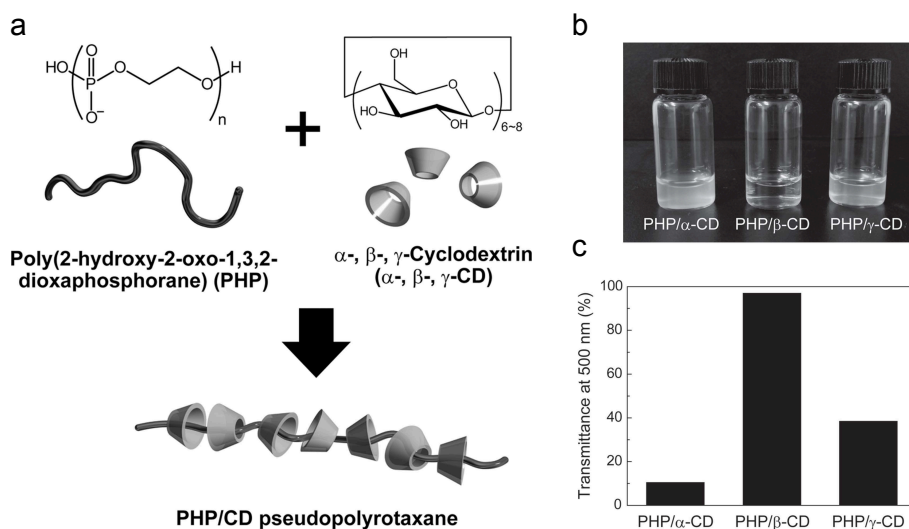 a
HO
O
P
O⁻
O
O
H
n
+
OH
O
HO
OH
O
6~8
Poly(2-hydroxy-2-oxo-1,3,2-
dioxaphosphorane) (PHP)
α-, β-, γ-Cyclodextrin
(α-, β-, γ-CD)
PHP/CD pseudopolyrotaxane
b
PHP/α-CD PHP/β-CD PHP/γ-CD
c
Transmittance at 500 nm (%)
100
80
60
40
20
0
PHP/α-CD PHP/β-CD PHP/γ-CD